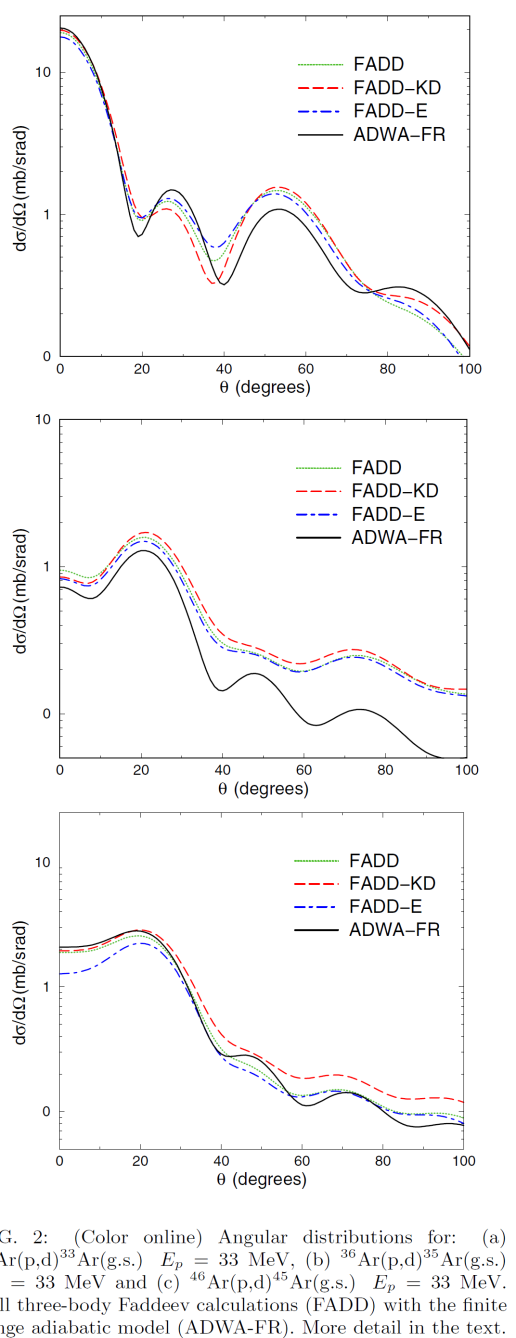 10
1
0
dσ/dΩ (mb/srad)
FADD
FADD−KD
FADD−E
ADWA−FR
0 20 40 60 80 100
θ (degrees)
10
1
0
dσ/dΩ (mb/srad)
FADD
FADD−KD
FADD−E
ADWA−FR
0 20 40 60 80 100
θ (degrees)
10
1
0
dσ/dΩ (mb/srad)
FADD
FADD−KD
FADD−E
ADWA−FR
0 20 40 60 80 100
θ (degrees)
G. 2: (Color online) Angular distributions for: (a)
Ar(p,d)³³Ar(g.s.) Eₚ = 33 MeV, (b) ³⁶Ar(p,d)³⁵Ar(g.s.)
= 33 MeV and (c) ⁴⁶Ar(p,d)⁴⁵Ar(g.s.) Eₚ = 33 MeV.
ll three-body Faddeev calculations (FADD) with the finite
nge adiabatic model (ADWA-FR). More detail in the text.